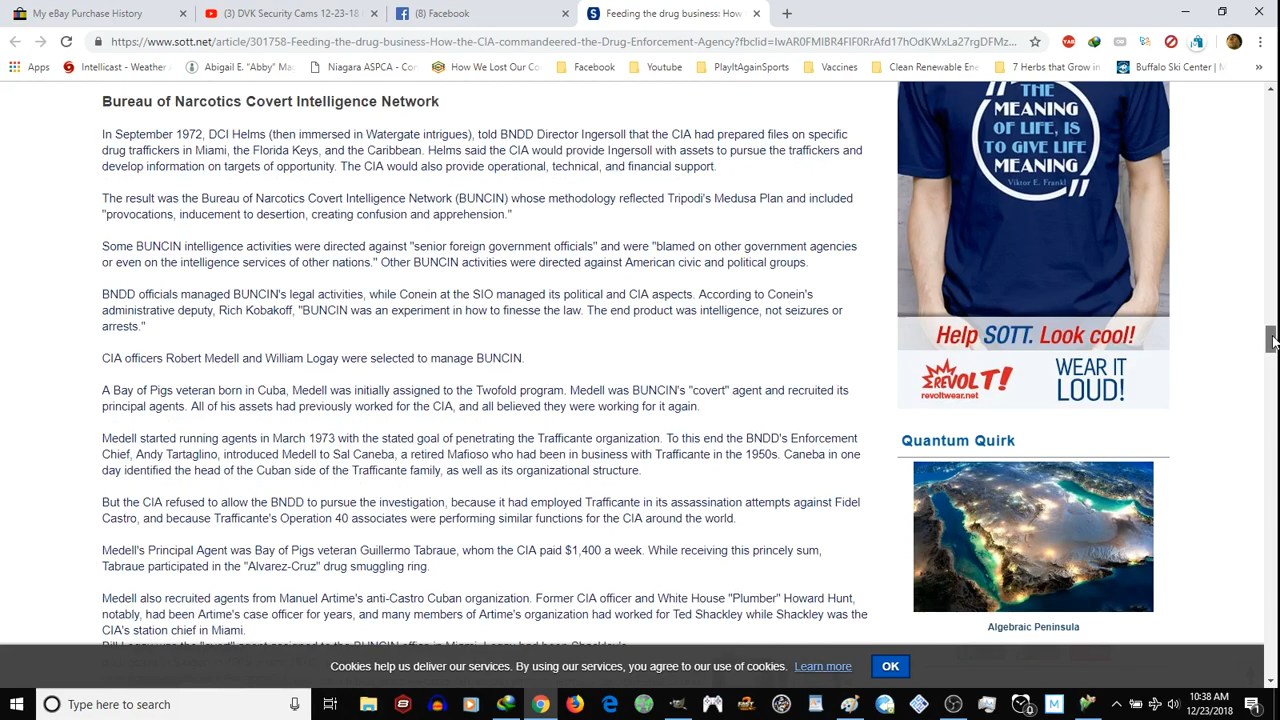 My eBay Purchase History
(3) DVK Security Cams 12-23-18
(8) Facebook
Feeding the drug business: How
https://www.sott.net/article/301758-Feeding-the-drug-business-How-the-CIA-commandeered-the-Drug-Enforcement-Agency?fbclid=IwAR0FMIBR4FIF0RrAfd17hOdKWxLa27rgDFMz...
Apps
Intellicast - Weather
Abigail E. "Abby" Ma
Niagara ASPCA - Con
How We Lost Our Co
Facebook
Youtube
PlayItAgainSports
Vaccines
Clean Renewable Ene
7 Herbs that Grow in
Buffalo Ski Center | M
Bureau of Narcotics Covert Intelligence Network
In September 1972, DCI Helms (then immersed in Watergate intrigues), told BNDD Director Ingersoll that the CIA had prepared files on specific
drug traffickers in Miami, the Florida Keys, and the Caribbean. Helms said the CIA would provide Ingersoll with assets to pursue the traffickers and
develop information on targets of opportunity. The CIA would also provide operational, technical, and financial support.
The result was the Bureau of Narcotics Covert Intelligence Network (BUNCIN) whose methodology reflected Tripodi's Medusa Plan and included
"provocations, inducement to desertion, creating confusion and apprehension."
Some BUNCIN intelligence activities were directed against "senior foreign government officials" and were "blamed on other government agencies
or even on the intelligence services of other nations." Other BUNCIN activities were directed against American civic and political groups.
BNDD officials managed BUNCIN's legal activities, while Conein at the SIO managed its political and CIA aspects. According to Conein's
administrative deputy, Rich Kobakoff, "BUNCIN was an experiment in how to finesse the law. The end product was intelligence, not seizures or
arrests."
CIA officers Robert Medell and William Logay were selected to manage BUNCIN.
A Bay of Pigs veteran born in Cuba, Medell was initially assigned to the Twofold program. Medell was BUNCIN's "covert" agent and recruited its
principal agents. All of his assets had previously worked for the CIA, and all believed they were working for it again.
Medell started running agents in March 1973 with the stated goal of penetrating the Trafficante organization. To this end the BNDD's Enforcement
Chief, Andy Tartaglino, introduced Medell to Sal Caneba, a retired Mafioso who had been in business with Trafficante in the 1950s. Caneba in one
day identified the head of the Cuban side of the Trafficante family, as well as its organizational structure.
But the CIA refused to allow the BNDD to pursue the investigation, because it had employed Trafficante in its assassination attempts against Fidel
Castro, and because Trafficante's Operation 40 associates were performing similar functions for the CIA around the world.
Medell's Principal Agent was Bay of Pigs veteran Guillermo Tabraue, whom the CIA paid $1,400 a week. While receiving this princely sum,
Tabraue participated in the "Alvarez-Cruz" drug smuggling ring.
Medell also recruited agents from Manuel Artime's anti-Castro Cuban organization. Former CIA officer and White House "Plumber" Howard Hunt,
notably, had been Artime's case officer for years, and many members of Artime's organization had worked for Ted Shackley while Shackley was the
CIA's station chief in Miami.
THE
MEANING
OF LIFE, IS
TO GIVE LIFE
MEANING
Viktor E. Frankl
Help SOTT. Look cool!
REVOLT!
revoltwear.net
WEAR IT
LOUD!
Quantum Quirk
Algebraic Peninsula
Cookies help us deliver our services. By using our services, you agree to our use of cookies. Learn more
OK
Type here to search
10:38 AM
12/23/2018